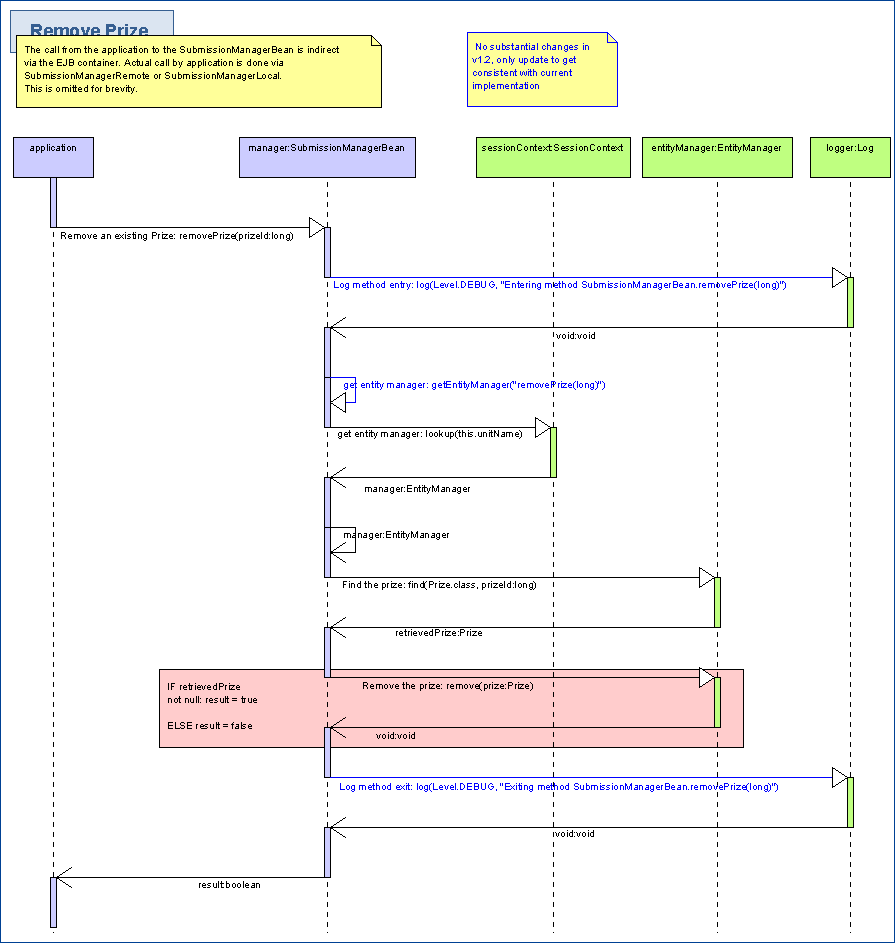 Remove Prize
The call from the application to the SubmissionManagerBean is indirect
via the EJB container. Actual call by application is done via
SubmissionManagerRemote or SubmissionManagerLocal.
This is omitted for brevity.
No substantial changes in
v1.2, only update to get
consistent with current
implementation
application
manager:SubmissionManagerBean
sessionContext:SessionContext
entityManager:EntityManager
logger:Log
Remove an existing Prize: removePrize(prizeId:long)
Log method entry: log(Level.DEBUG, "Entering method SubmissionManagerBean.removePrize(long)")
void:void
get entity manager: getEntityManager("removePrize(long)")
get entity manager: lookup(this.unitName)
manager:EntityManager
manager:EntityManager
Find the prize: find(Prize.class, prizeId:long)
retrievedPrize:Prize
IF retrievedPrize
not null: result = true
ELSE result = false
Remove the prize: remove(prize:Prize)
void:void
Log method exit: log(Level.DEBUG, "Exiting method SubmissionManagerBean.removePrize(long)")
void:void
result:boolean